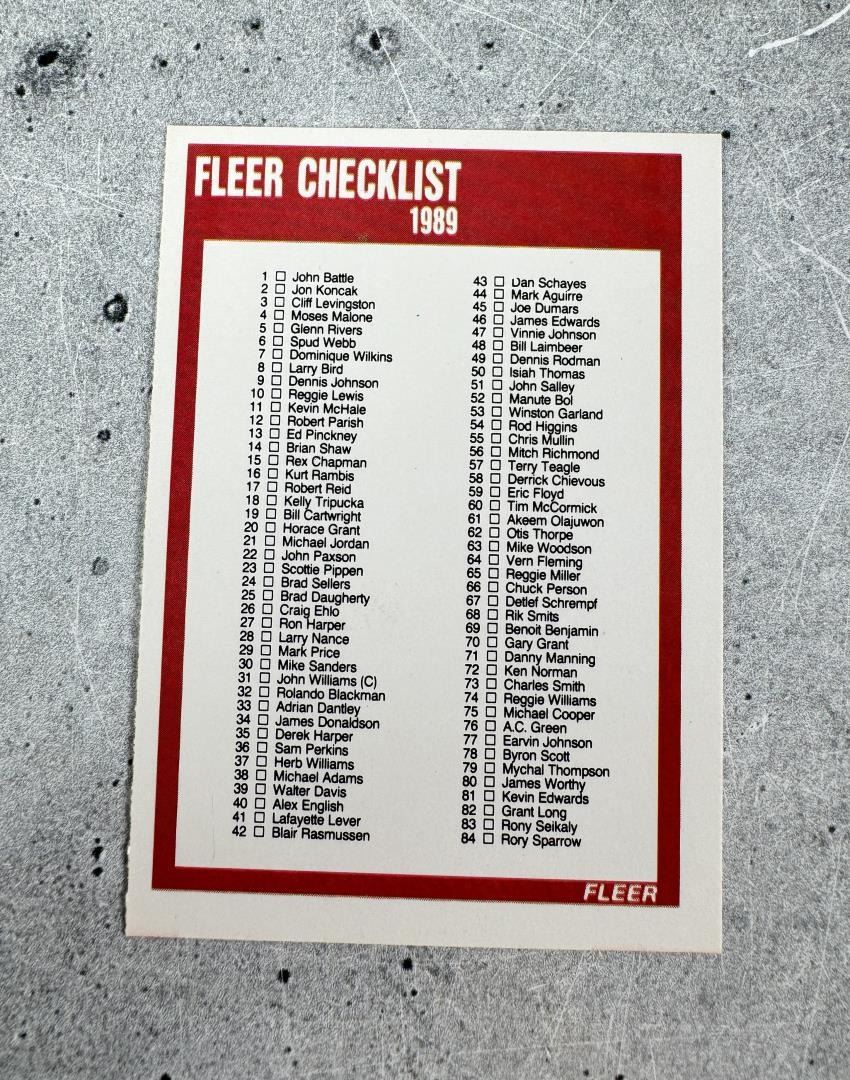 FLEER CHECKLIST
1989
1 □ John Battle
2 □ Jon Koncak
3 □ Cliff Levingston
4 □ Moses Malone
5 □ Glenn Rivers
6 □ Spud Webb
7 □ Dominique Wilkins
8 □ Larry Bird
9 □ Dennis Johnson
10 □ Reggie Lewis
11 □ Kevin McHale
12 □ Robert Parish
13 □ Ed Pinckney
14 □ Brian Shaw
15 □ Rex Chapman
16 □ Kurt Rambis
17 □ Robert Reid
18 □ Kelly Tripucka
19 □ Bill Cartwright
20 □ Horace Grant
21 □ Michael Jordan
22 □ John Paxson
23 □ Scottie Pippen
24 □ Brad Sellers
25 □ Brad Daugherty
26 □ Craig Ehlo
27 □ Ron Harper
28 □ Larry Nance
29 □ Mark Price
30 □ Mike Sanders
31 □ John Williams (C)
32 □ Rolando Blackman
33 □ Adrian Dantley
34 □ James Donaldson
35 □ Derek Harper
36 □ Sam Perkins
37 □ Herb Williams
38 □ Michael Adams
39 □ Walter Davis
40 □ Alex English
41 □ Lafayette Lever
42 □ Blair Rasmussen
43 □ Dan Schayes
44 □ Mark Aguirre
45 □ Joe Dumars
46 □ James Edwards
47 □ Vinnie Johnson
48 □ Bill Laimbeer
49 □ Dennis Rodman
50 □ Isiah Thomas
51 □ John Salley
52 □ Manute Bol
53 □ Winston Garland
54 □ Rod Higgins
55 □ Chris Mullin
56 □ Mitch Richmond
57 □ Terry Teagle
58 □ Derrick Chievous
59 □ Eric Floyd
60 □ Tim McCormick
61 □ Akeem Olajuwon
62 □ Otis Thorpe
63 □ Mike Woodson
64 □ Vern Fleming
65 □ Reggie Miller
66 □ Chuck Person
67 □ Detlef Schrempf
68 □ Rik Smits
69 □ Benoit Benjamin
70 □ Gary Grant
71 □ Danny Manning
72 □ Ken Norman
73 □ Charles Smith
74 □ Reggie Williams
75 □ Michael Cooper
76 □ A.C. Green
77 □ Earvin Johnson
78 □ Byron Scott
79 □ Mychal Thompson
80 □ James Worthy
81 □ Kevin Edwards
82 □ Grant Long
83 □ Rony Seikaly
84 □ Rory Sparrow
FLEER